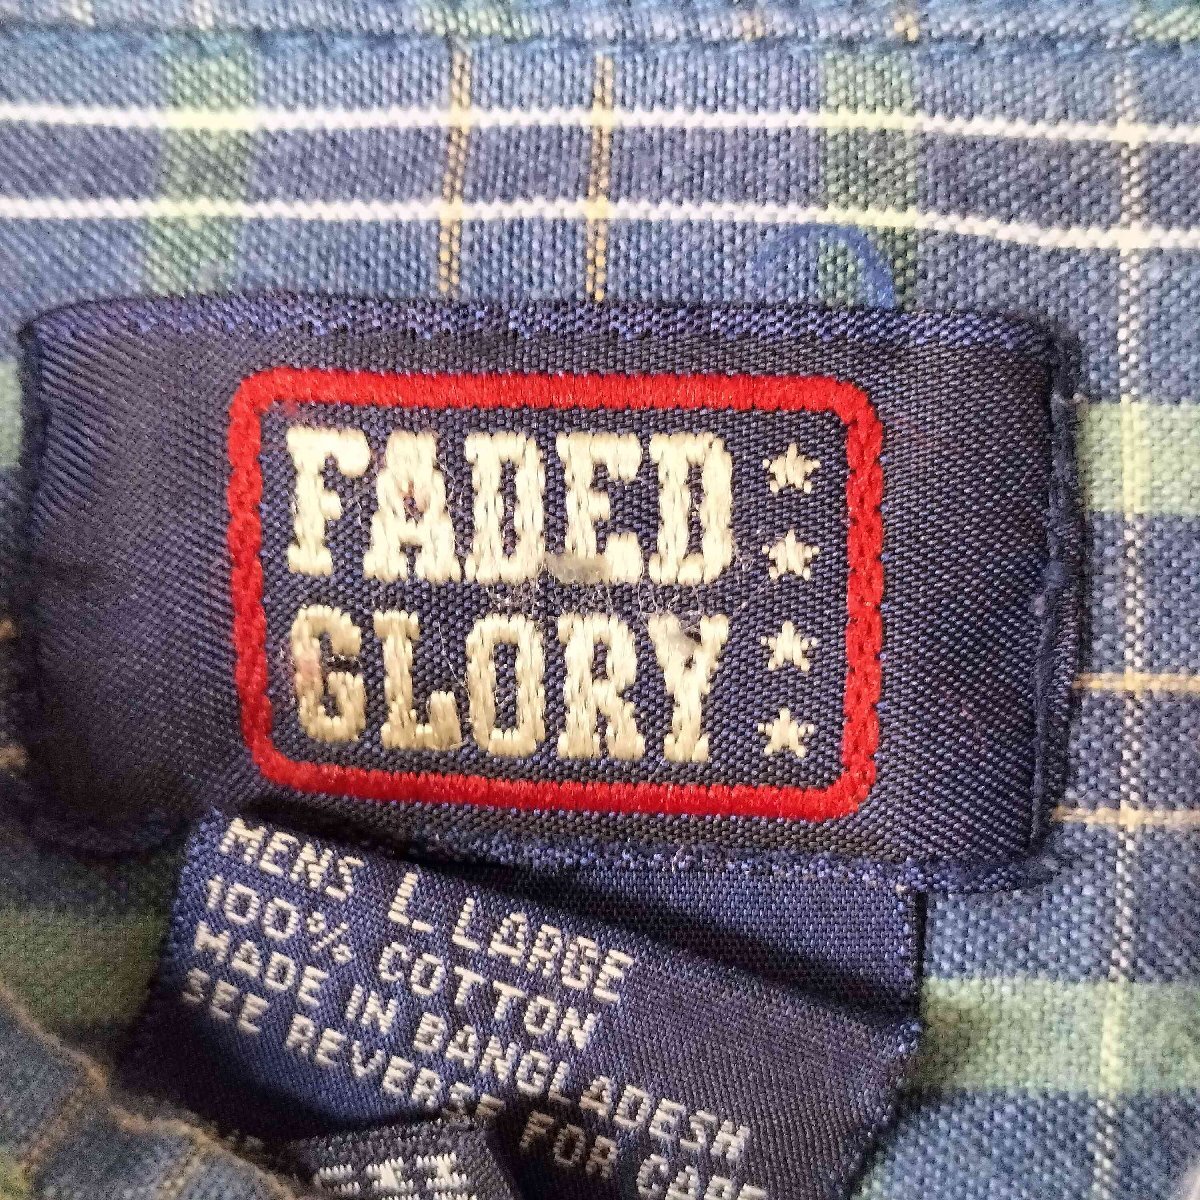 FADED
GLORY
MENS L LARGE
100% COTTON
MADE IN BANGLADESH
SEE REVERSE FOR CARE